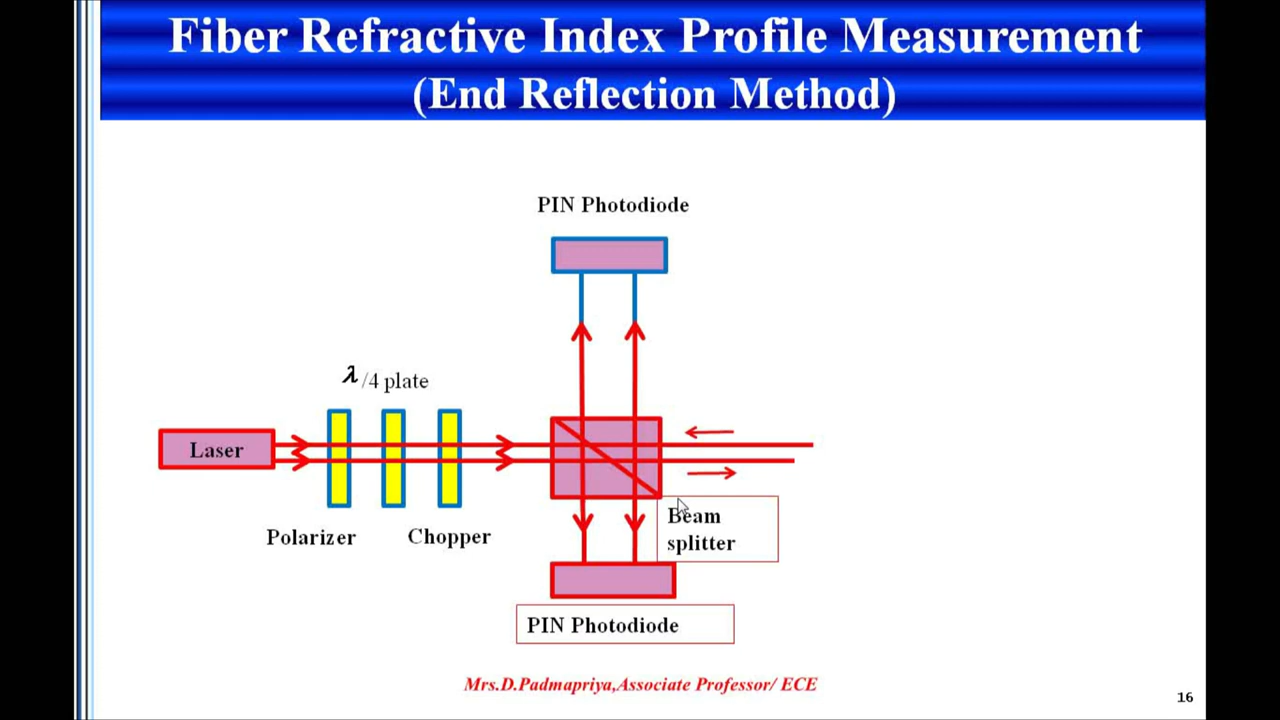 Fiber Refractive Index Profile Measurement
(End Reflection Method)
PIN Photodiode
λ/4 plate
Laser
Polarizer
Chopper
Beam
splitter
PIN Photodiode
Mrs.D.Padmapriya,Associate Professor/ ECE
16